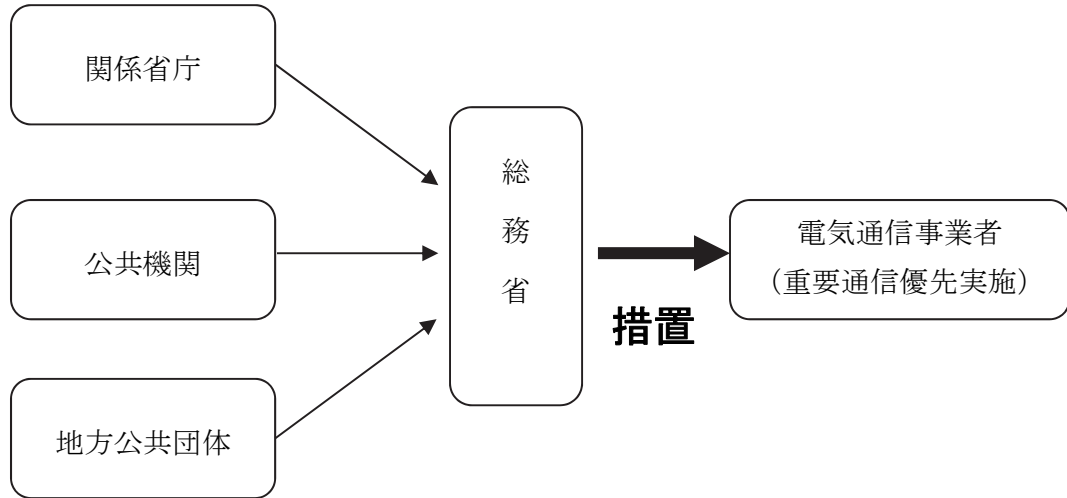 関係省庁
公共機関
地方公共団体
総務省
措置
電気通信事業者
（重要通信優先実施）